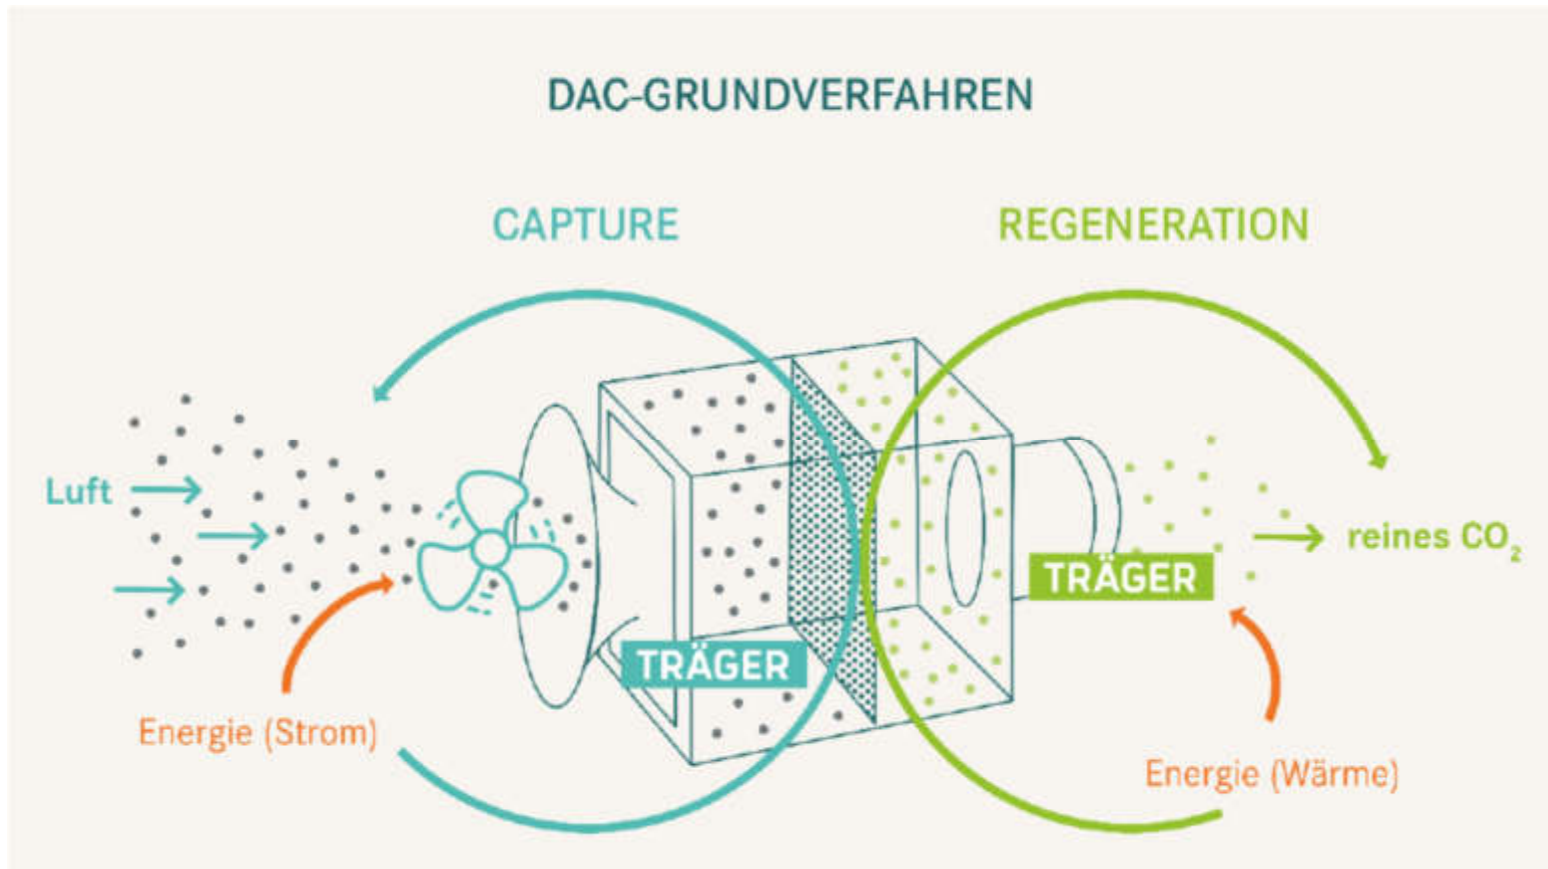 DAC-GRUNDVERFAHREN
CAPTURE
REGENERATION
Luft
reines CO₂
TRÄGER
TRÄGER
Energie (Strom)
Energie (Wärme)